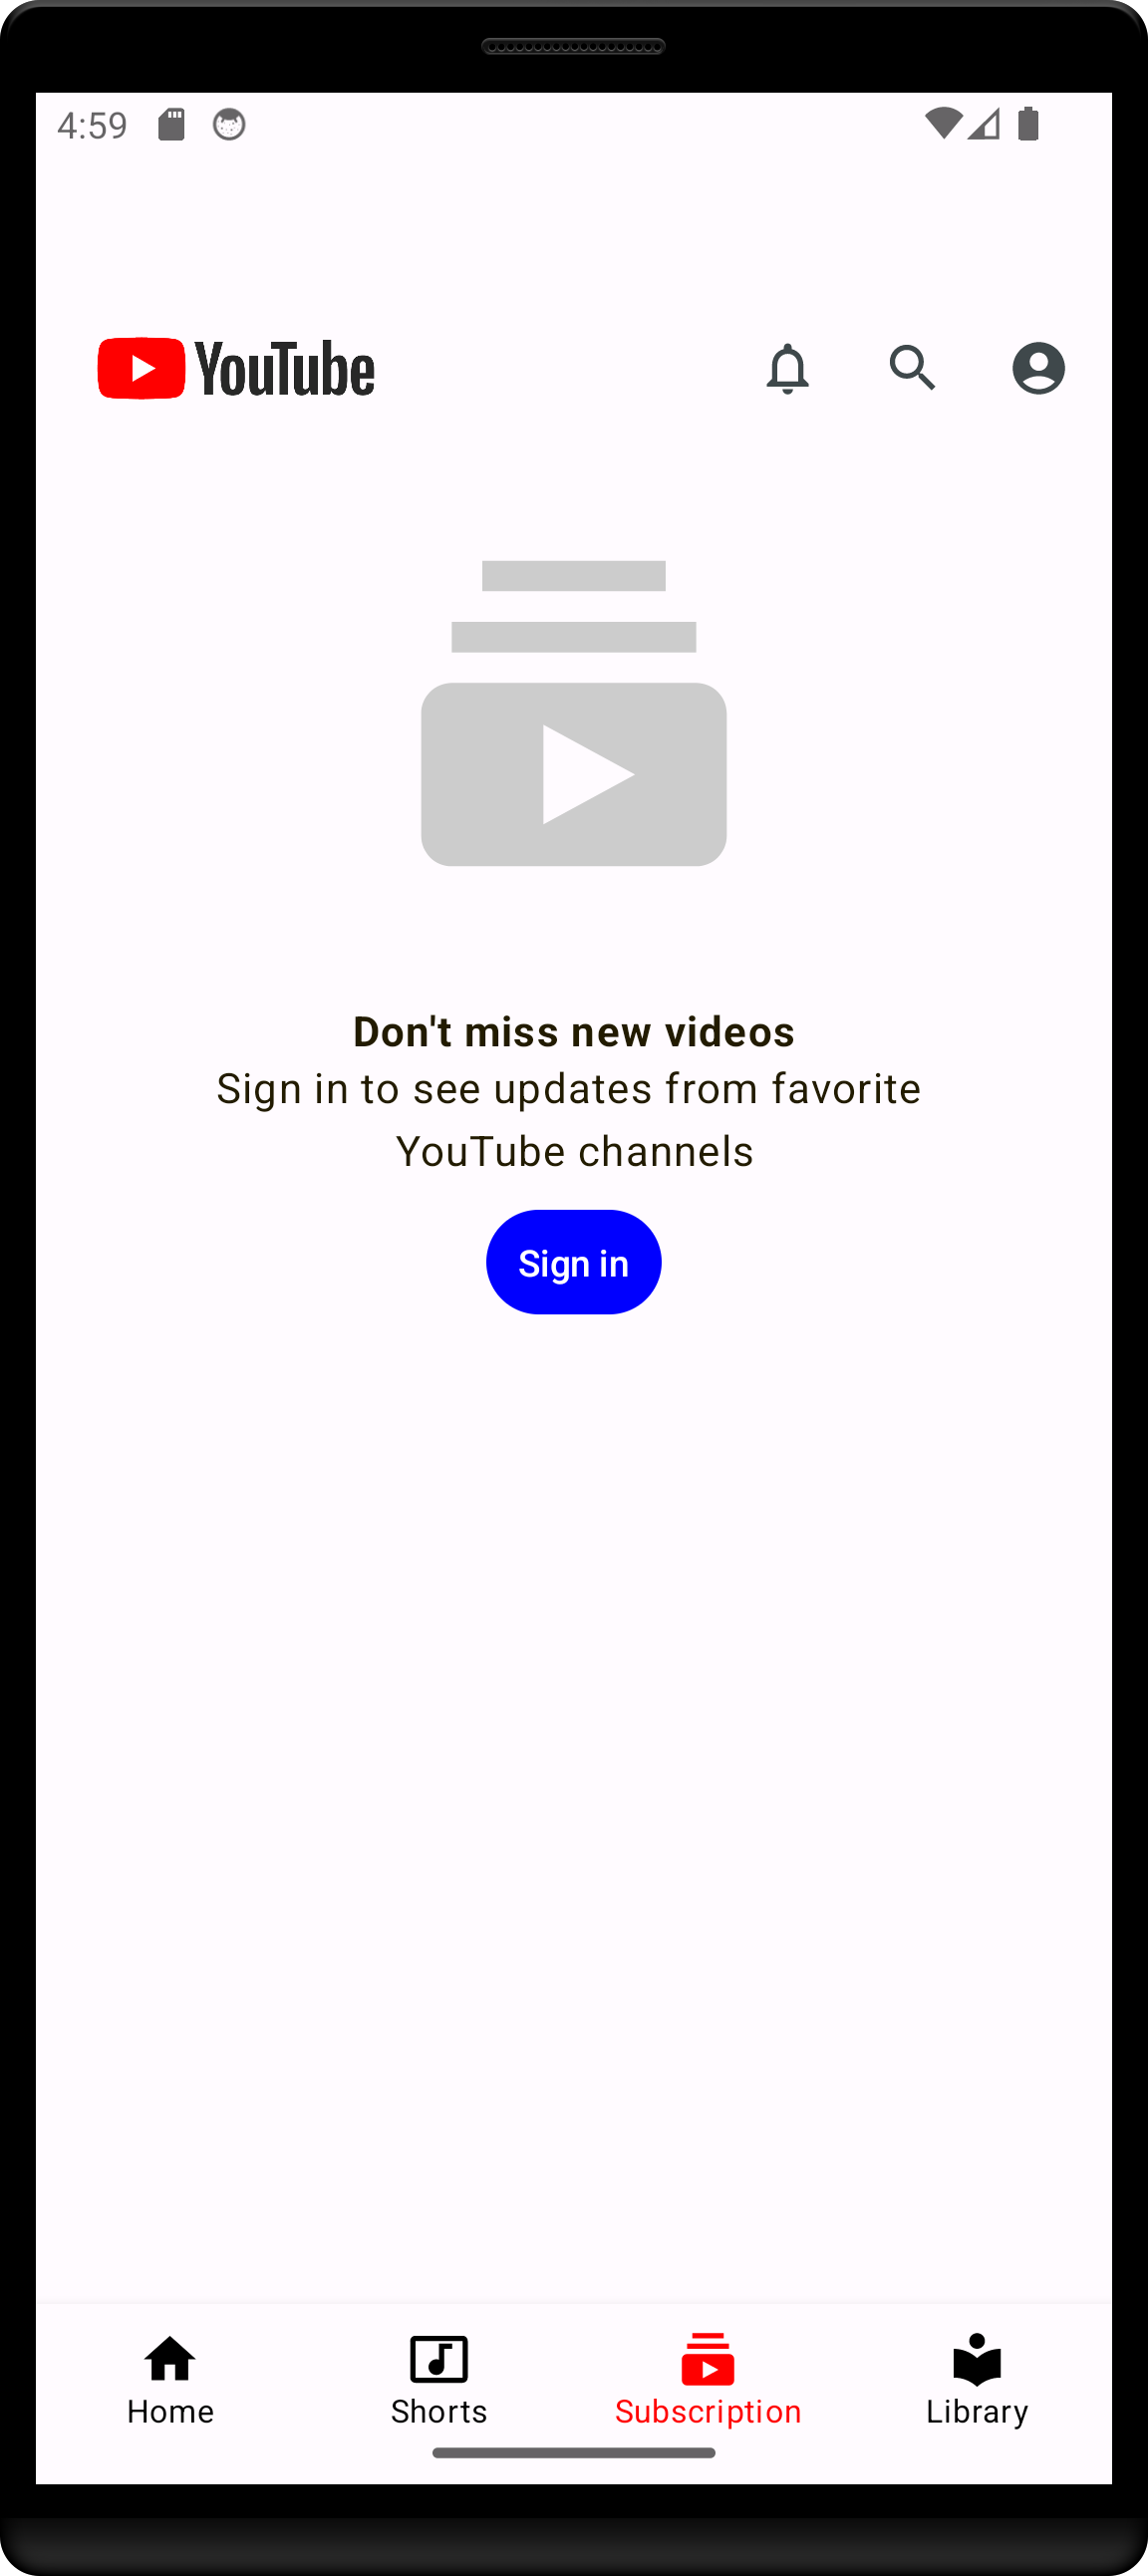 4:59
YouTube
Don't miss new videos
Sign in to see updates from favorite
YouTube channels
Sign in
Home
Shorts
Subscription
Library